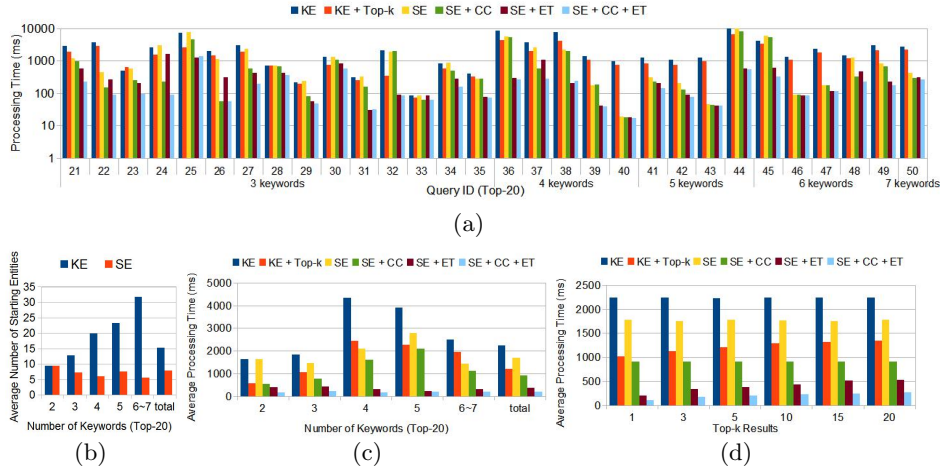 KE KE + Top-k SE SE + CC SE + ET SE + CC + ET
Processing Time (ms)
10000
1000
100
10
1
21 22 23 24 25 26 27 28 29 30 31 32 33 34 35 36 37 38 39 40 41 42 43 44 45 46 47 48 49 50
3 keywords 4 keywords 5 keywords 6 keywords 7 keywords
Query ID (Top-20)
(a)
KE SE
Average Number of Starting Entities
35
30
25
20
15
10
5
0
2 3 4 5 6~7 total
Number of Keywords (Top-20)
(b)
KE KE + Top-k SE SE + CC SE + ET SE + CC + ET
Average Processing Time (ms)
5000
4000
3000
2000
1000
0
2 3 4 5 6~7 total
Number of Keywords (Top-20)
(c)
KE KE + Top-k SE SE + CC SE + ET SE + CC + ET
Average Processing Time (ms)
2500
2000
1500
1000
500
0
1 3 5 10 15 20
Top-k Results
(d)